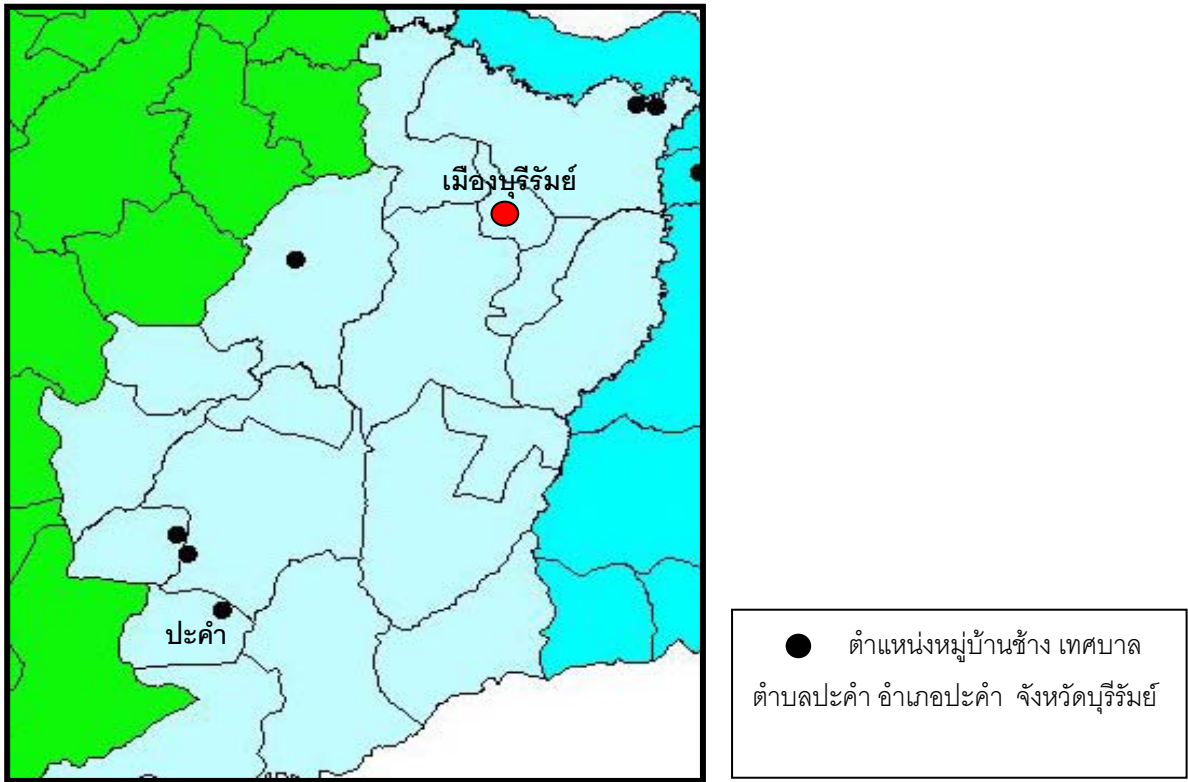 เมืองบุรีรัมย์
ปะคำ
ตำแหน่งหมู่บ้านช้าง เทศบาล
ตำบลปะคำ อำเภอปะคำ จังหวัดบุรีรัมย์